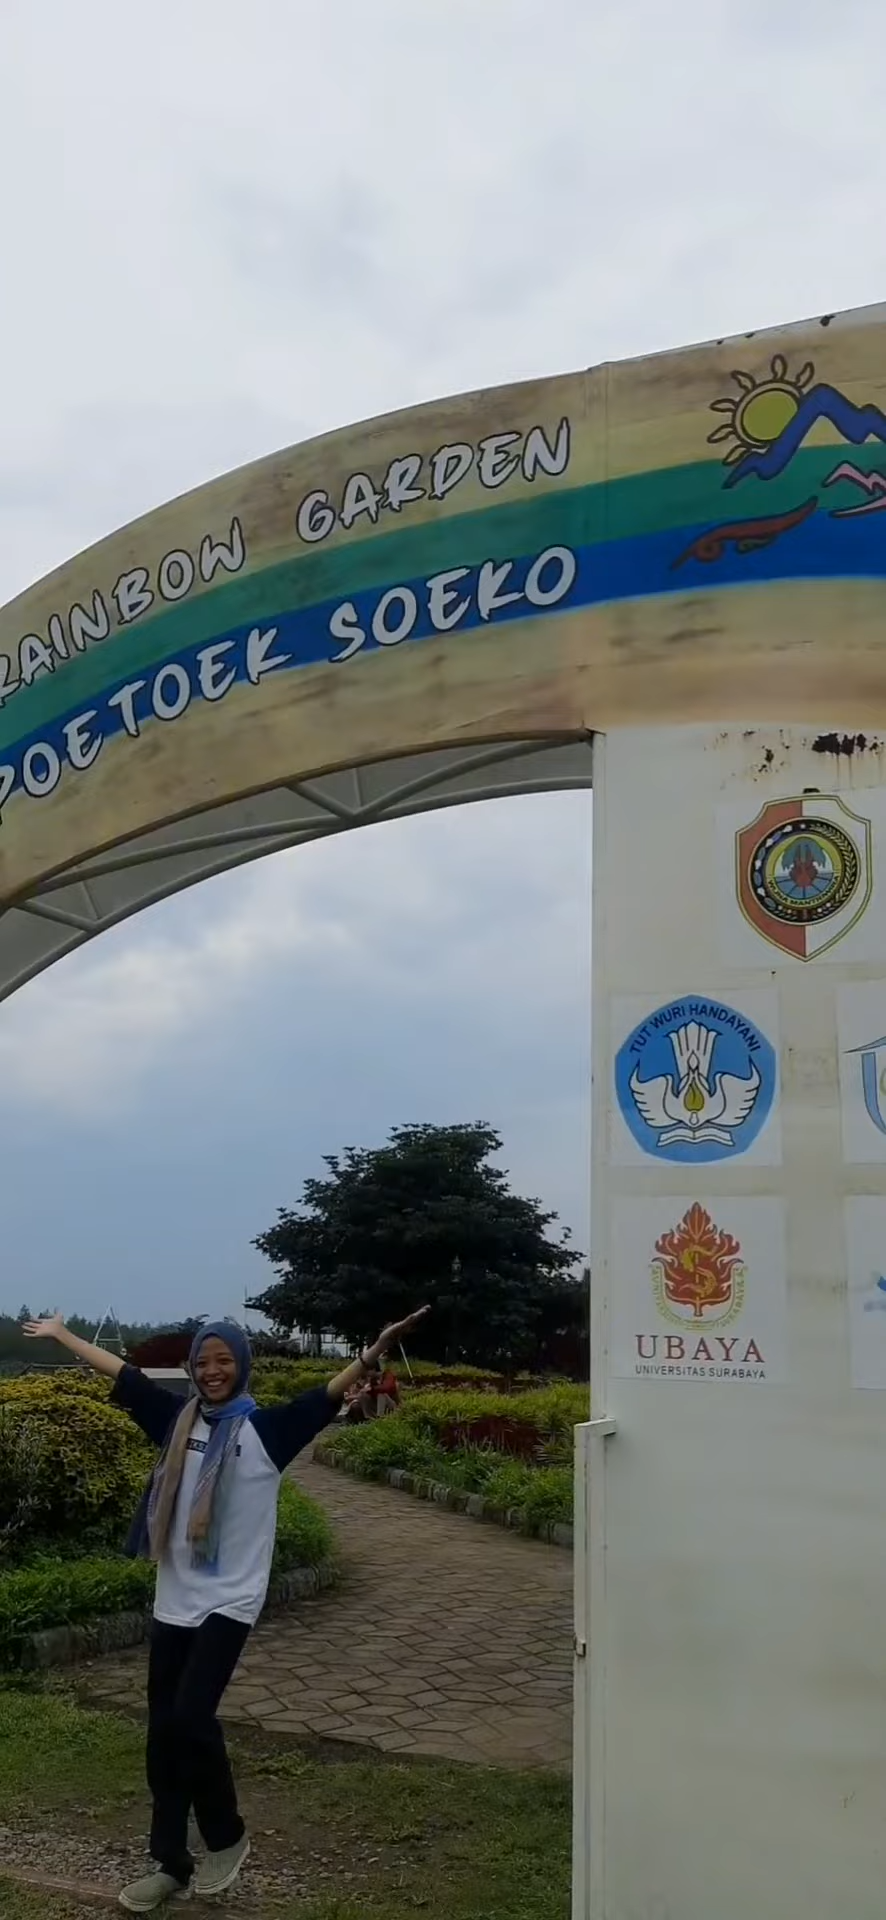 RAINBOW GARDEN
POETOEK SOEKO
TUT WURI HANDAYANI
UBAYA
UNIVERSITAS SURABAYA